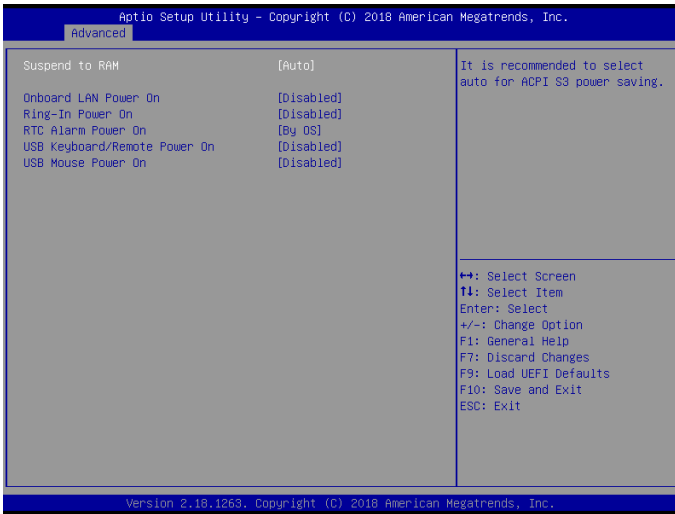 Aptio Setup Utility – Copyright (C) 2018 American Megatrends, Inc.
Advanced
Suspend to RAM [Auto]
Onboard LAN Power On [Disabled]
Ring-In Power On [Disabled]
RTC Alarm Power On [By OS]
USB Keyboard/Remote Power On [Disabled]
USB Mouse Power On [Disabled]
It is recommended to select
auto for ACPI S3 power saving.
↔: Select Screen
↑↓: Select Item
Enter: Select
+/-: Change Option
F1: General Help
F7: Discard Changes
F9: Load UEFI Defaults
F10: Save and Exit
ESC: Exit
Version 2.18.1263. Copyright (C) 2018 American Megatrends, Inc.